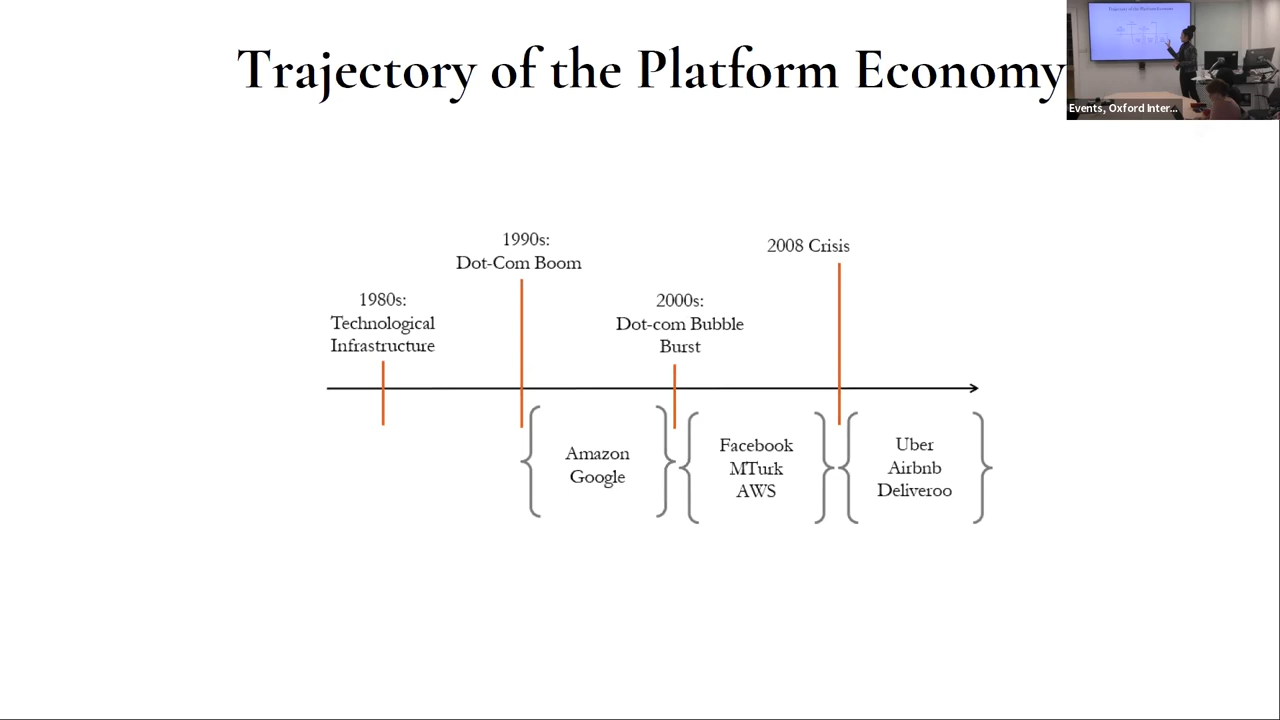 Trajectory of the Platform Economy
Events, Oxford Inter...
1990s:
Dot-Com Boom
2008 Crisis
1980s:
Technological
Infrastructure
2000s:
Dot-com Bubble
Burst
Amazon
Google
Facebook
MTurk
AWS
Uber
Airbnb
Deliveroo